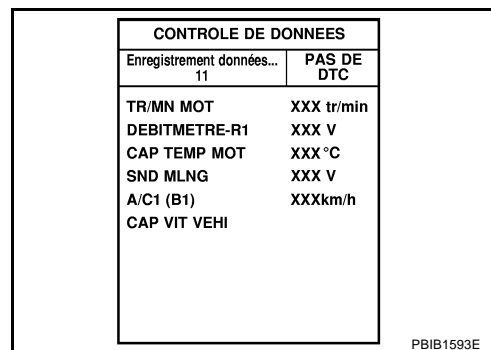 CONTROLE DE DONNEES
Enregistrement données... 11
PAS DE DTC
TR/MN MOT XXX tr/min
DEBITMETRE-R1 XXX V
CAP TEMP MOT XXX °C
SND MLNG XXX V
A/C1 (B1) XXXkm/h
CAP VIT VEHI
PBIB1593E